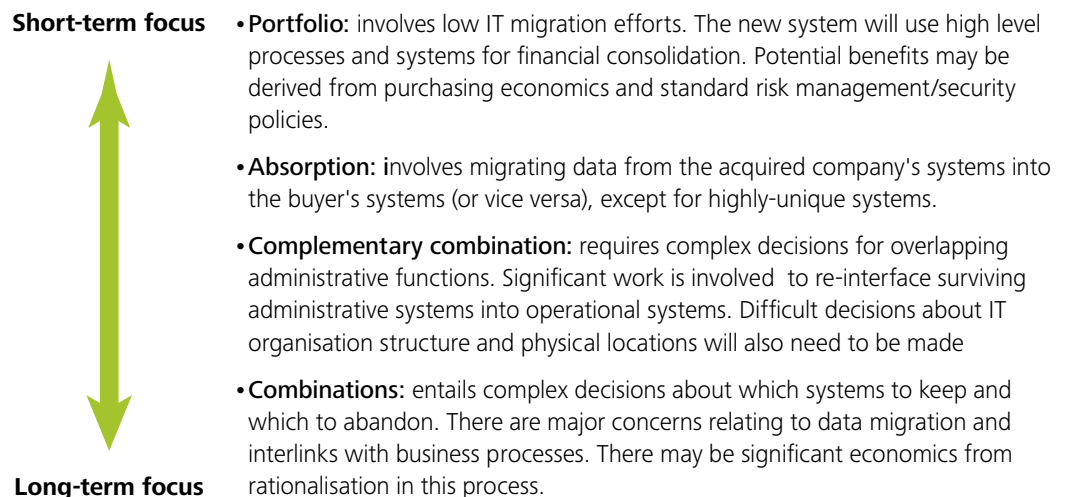 Short-term focus
• Portfolio: involves low IT migration efforts. The new system will use high level
processes and systems for financial consolidation. Potential benefits may be
derived from purchasing economics and standard risk management/security
policies.
• Absorption: involves migrating data from the acquired company's systems into
the buyer's systems (or vice versa), except for highly-unique systems.
• Complementary combination: requires complex decisions for overlapping
administrative functions. Significant work is involved  to re-interface surviving
administrative systems into operational systems. Difficult decisions about IT
organisation structure and physical locations will also need to be made
• Combinations: entails complex decisions about which systems to keep and
which to abandon. There are major concerns relating to data migration and
interlinks with business processes. There may be significant economics from
rationalisation in this process.
Long-term focus